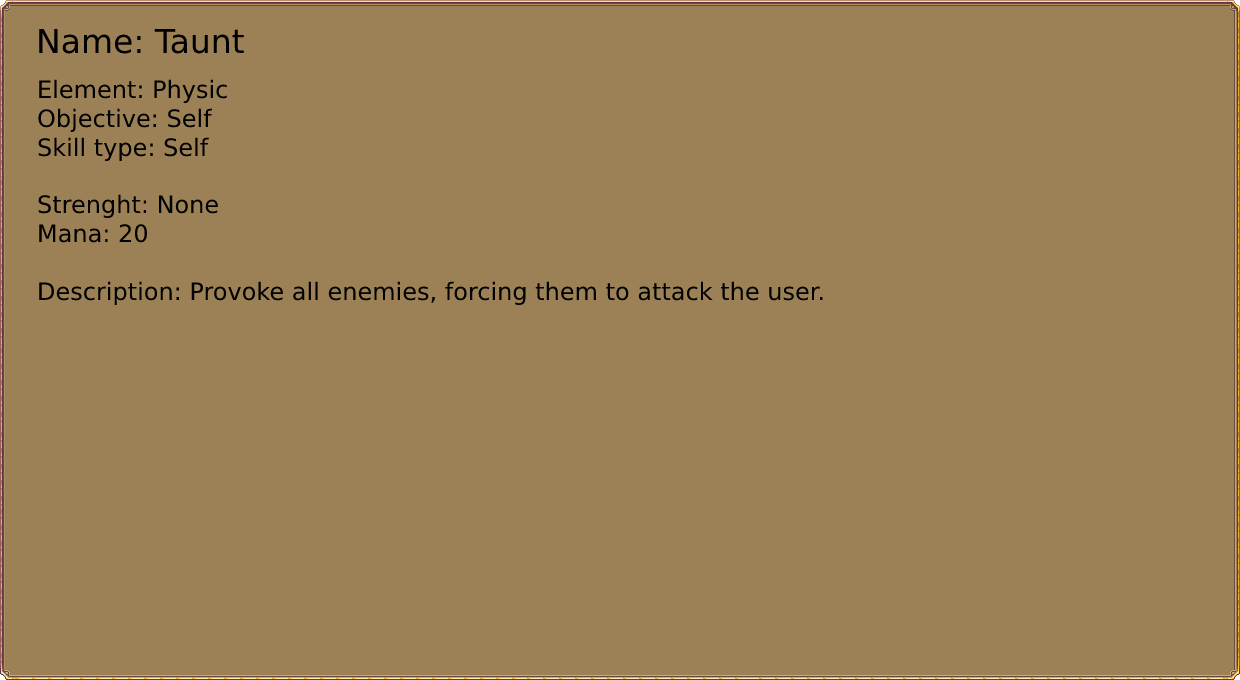 Name: Taunt
Element: Physic
Objective: Self
Skill type: Self
Strenght: None
Mana: 20
Description: Provoke all enemies, forcing them to attack the user.